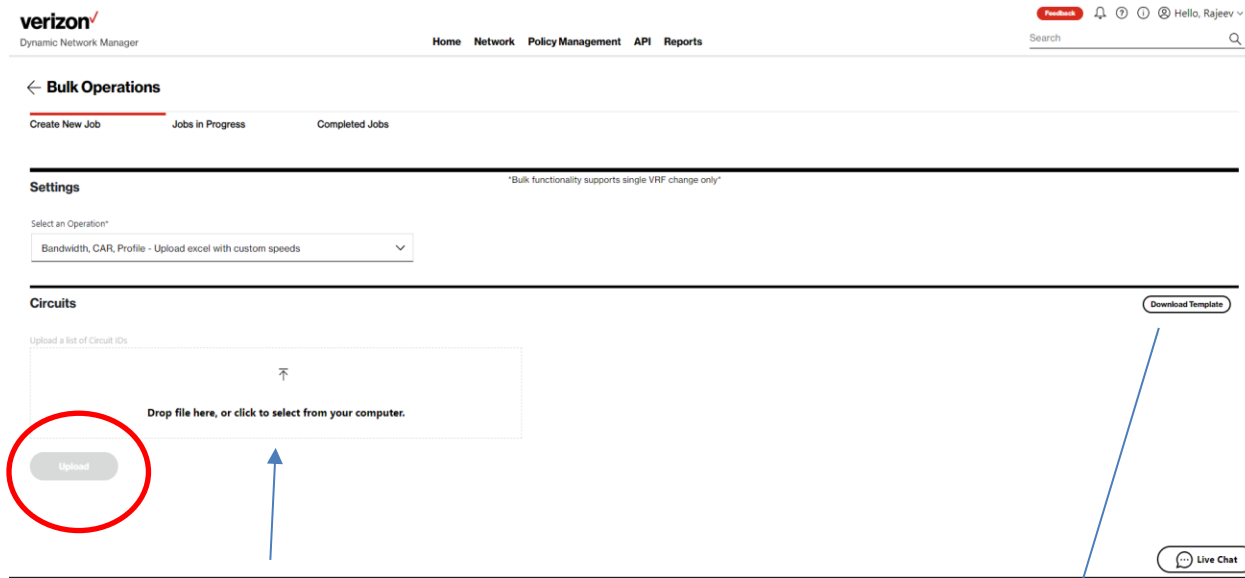 verizon
Feedback Hello, Rajeev
Dynamic Network Manager
Home Network Policy Management API Reports
Search
Bulk Operations
Create New Job Jobs in Progress Completed Jobs
*Bulk functionality supports single VRF change only*
Settings
Select an Operation*
Bandwidth, CAR, Profile - Upload excel with custom speeds
Circuits
Download Template
Upload a list of Circuit IDs
Drop file here, or click to select from your computer.
Upload
Live Chat